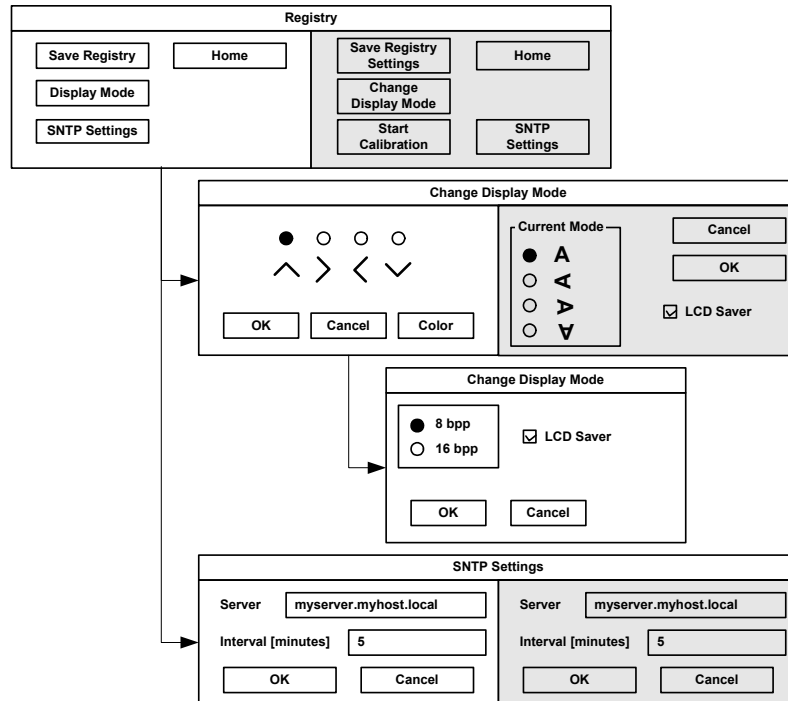 Registry
Save Registry
Home
Display Mode
SNTP Settings
Save Registry
Settings
Home
Change
Display Mode
Start
Calibration
SNTP
Settings
Change Display Mode
OK
Cancel
Color
Current Mode
A
A
A
A
Cancel
OK
LCD Saver
Change Display Mode
8 bpp
16 bpp
LCD Saver
OK
Cancel
SNTP Settings
Server
myserver.myhost.local
Interval [minutes]
5
OK
Cancel
Server
myserver.myhost.local
Interval [minutes]
5
OK
Cancel